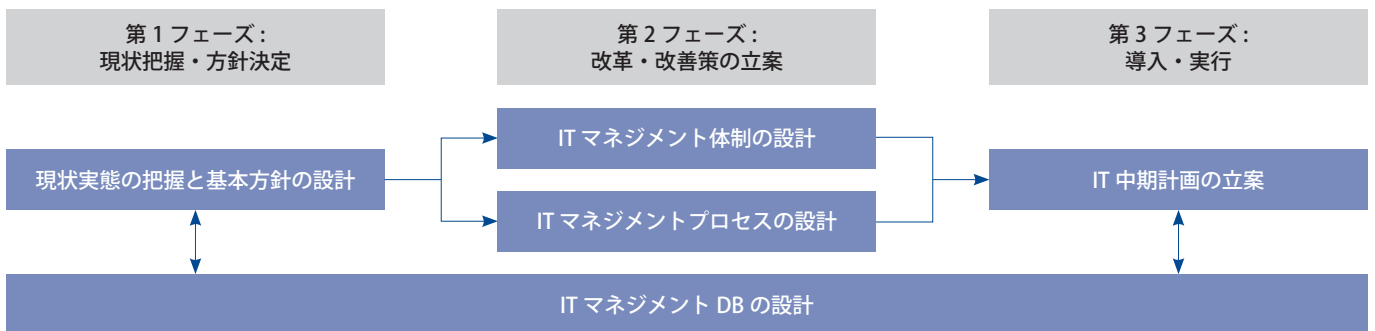 第 1 フェーズ :
現状把握・方針決定
第 2 フェーズ :
改革・改善策の立案
第 3 フェーズ :
導入・実行
現状実態の把握と基本方針の設計
IT マネジメント体制の設計
IT マネジメントプロセスの設計
IT 中期計画の立案
IT マネジメント DB の設計